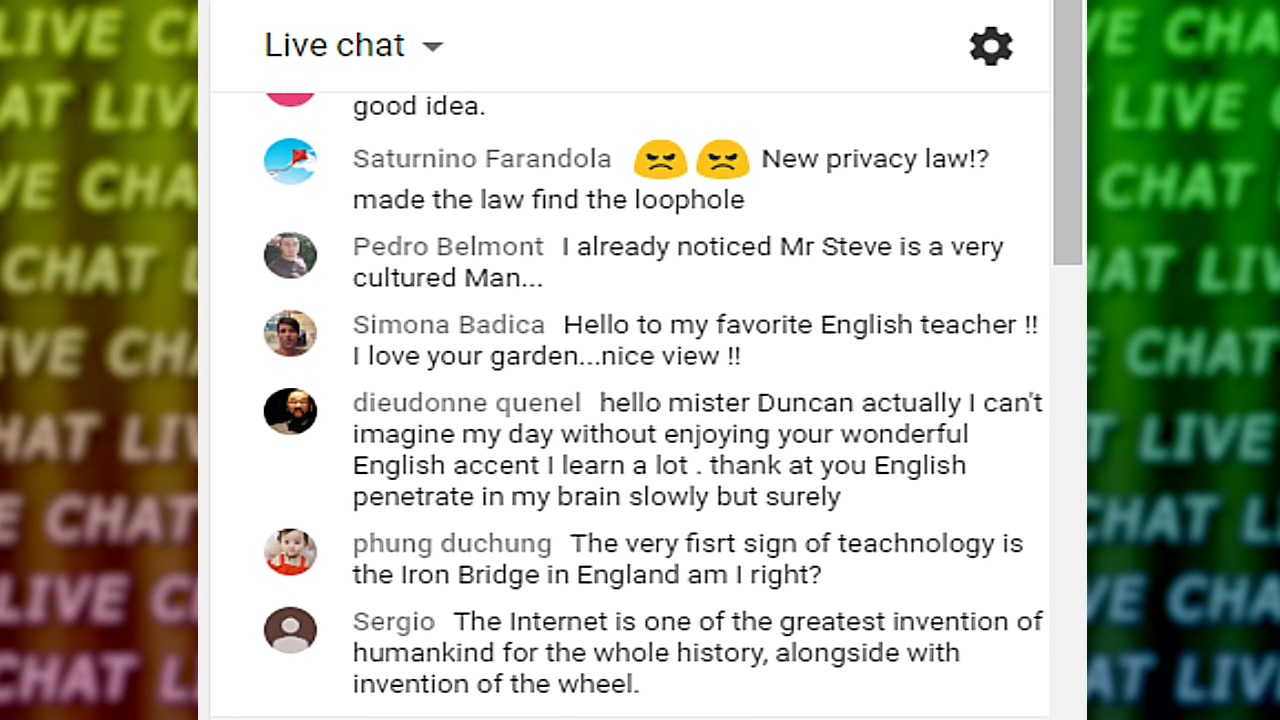 Live chat
good idea.
Saturnino Farandola 😠😠 New privacy law!?
made the law find the loophole
Pedro Belmont I already noticed Mr Steve is a very
cultured Man...
Simona Badica Hello to my favorite English teacher !!
I love your garden...nice view !!
dieudonne quenel hello mister Duncan actually I can't
imagine my day without enjoying your wonderful
English accent I learn a lot . thank at you English
penetrate in my brain slowly but surely
phung duchung The very fisrt sign of teachnology is
the Iron Bridge in England am I right?
Sergio The Internet is one of the greatest invention of
humankind for the whole history, alongside with
invention of the wheel.